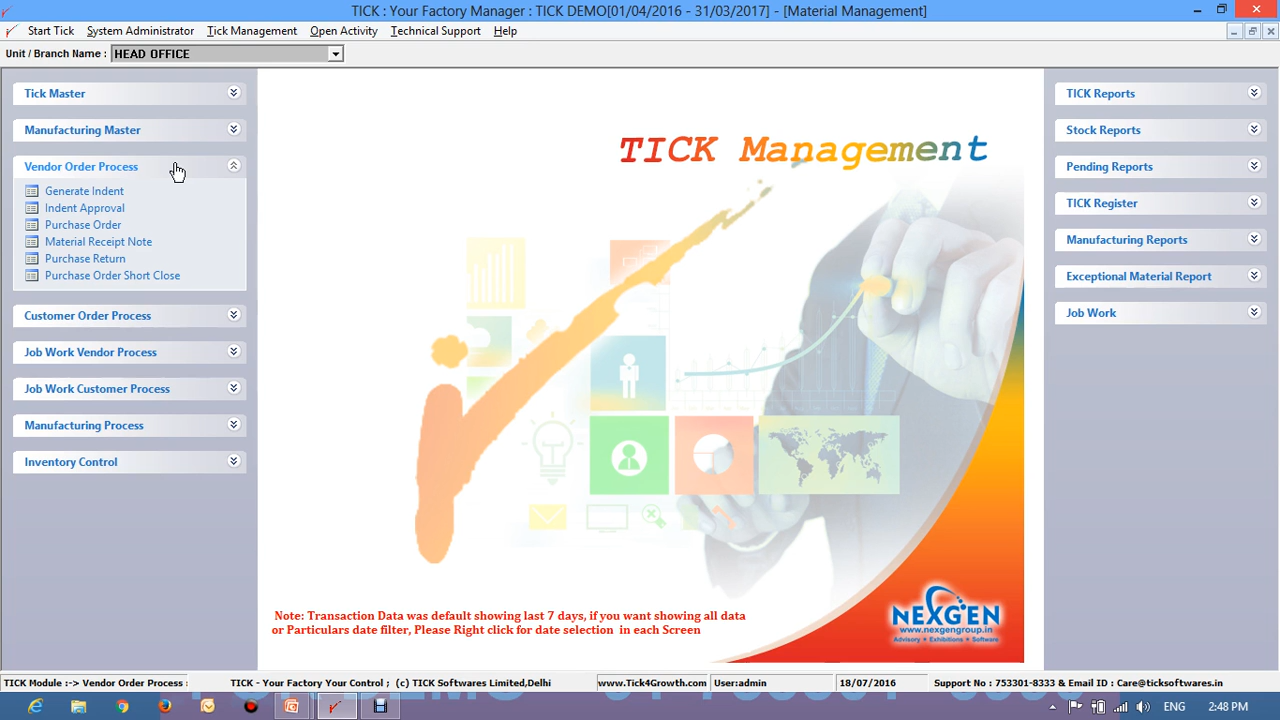 TICK : Your Factory Manager : TICK DEMO[01/04/2016 - 31/03/2017] - [Material Management]
Start Tick System Administrator Tick Management Open Activity Technical Support Help
Unit / Branch Name : HEAD OFFICE
Tick Master
Manufacturing Master
Vendor Order Process
Generate Indent
Indent Approval
Purchase Order
Material Receipt Note
Purchase Return
Purchase Order Short Close
Customer Order Process
Job Work Vendor Process
Job Work Customer Process
Manufacturing Process
Inventory Control
TICK Management
Note: Transaction Data was default showing last 7 days, if you want showing all data
or Particulars date filter, Please Right click for date selection in each Screen
NEXGEN
www.nexgengroup.in
Advisory • Exhibitions • Software
TICK Reports
Stock Reports
Pending Reports
TICK Register
Manufacturing Reports
Exceptional Material Report
Job Work
TICK Module :-> Vendor Order Process : TICK - Your Factory Your Control ; (c) TICK Softwares Limited,Delhi www.Tick4Growth.com User:admin 18/07/2016 Support No : 753301-8333 & Email ID : Care@ticksoftwares.in
ENG 2:48 PM